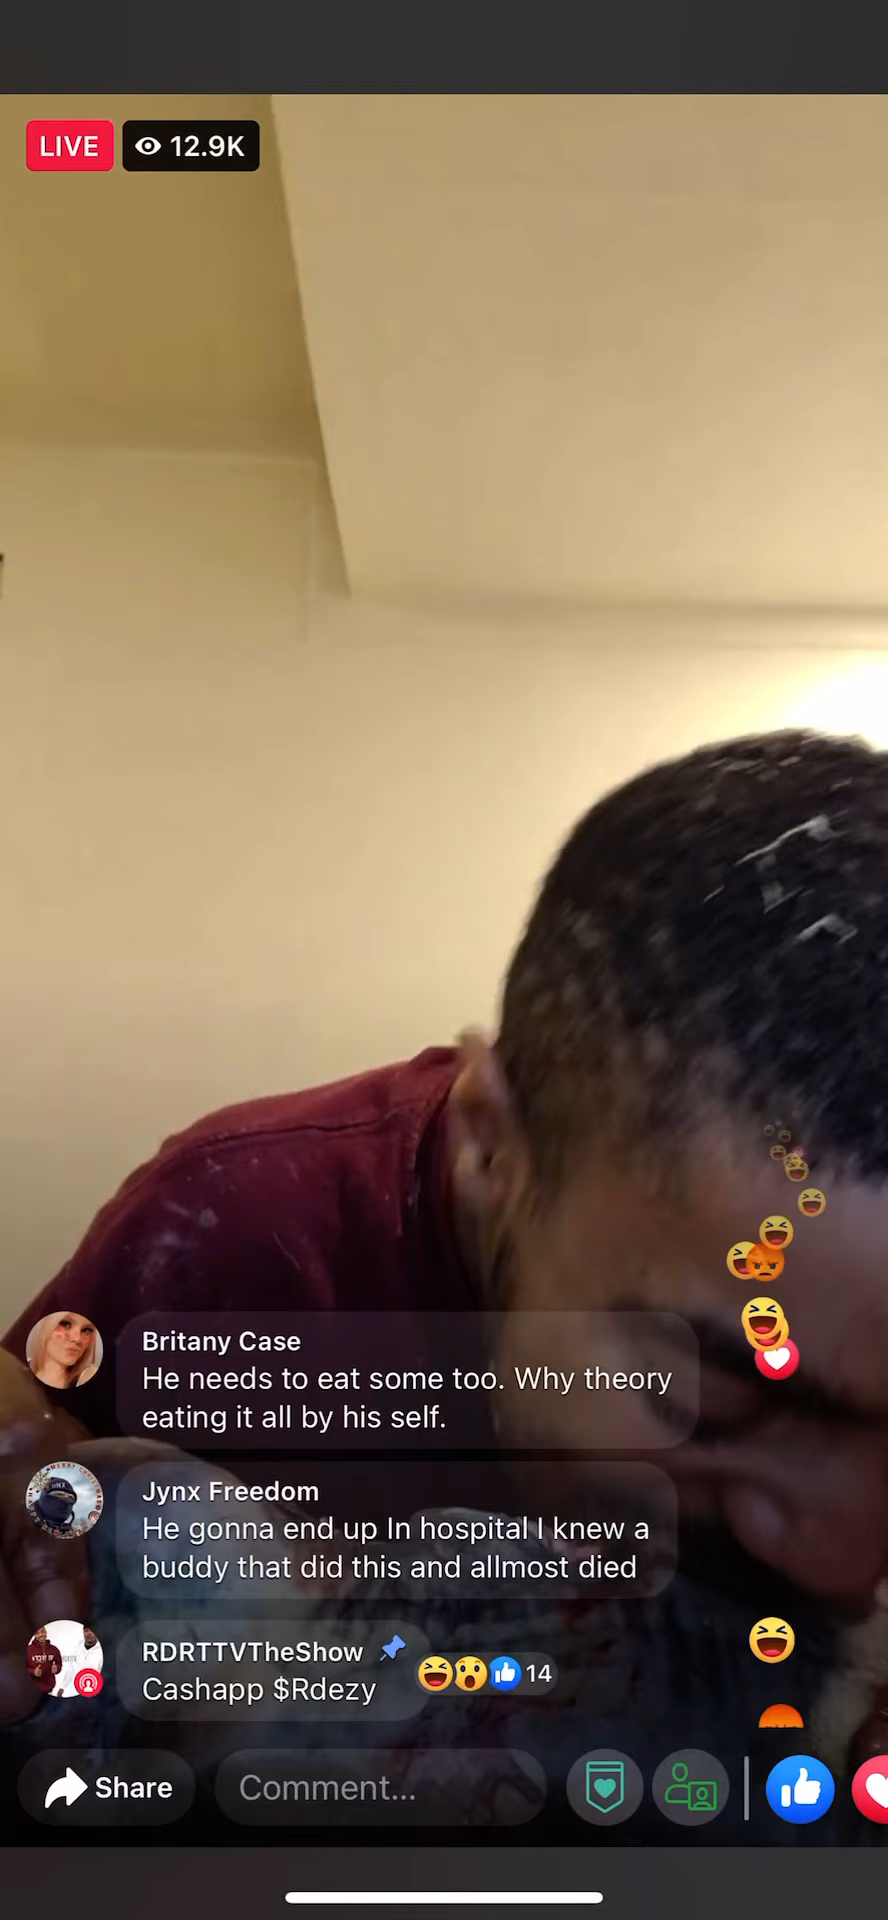 LIVE 12.9K
Britany Case
He needs to eat some too. Why theory
eating it all by his self.
Jynx Freedom
He gonna end up In hospital I knew a
buddy that did this and allmost died
RDRTTVTheShow
Cashapp $Rdezy
14
Share Comment...